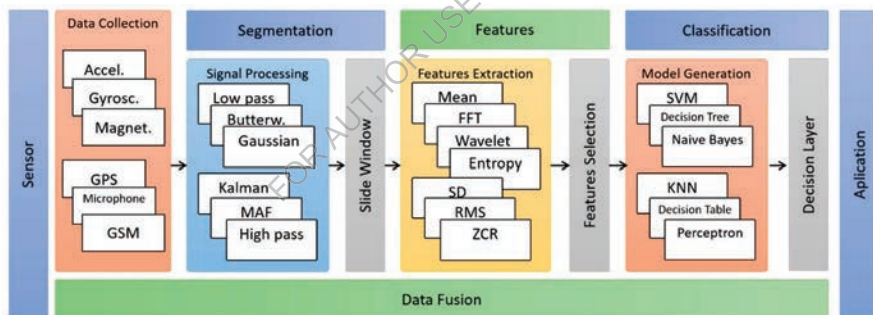 Sensor
Data Collection
Accel.
Gyrosc.
Magnet.
GPS
Microphone
GSM
Segmentation
Signal Processing
Low pass
Butterw.
Gaussian
Kalman
MAF
High pass
Slide Window
Features
Features Extraction
Mean
FFT
Wavelet
Entropy
SD
RMS
ZCR
Features Selection
Classification
Model Generation
SVM
Decision Tree
Naive Bayes
KNN
Decision Table
Perceptron
Decision Layer
Aplication
Data Fusion
FOR AUTHOR USE